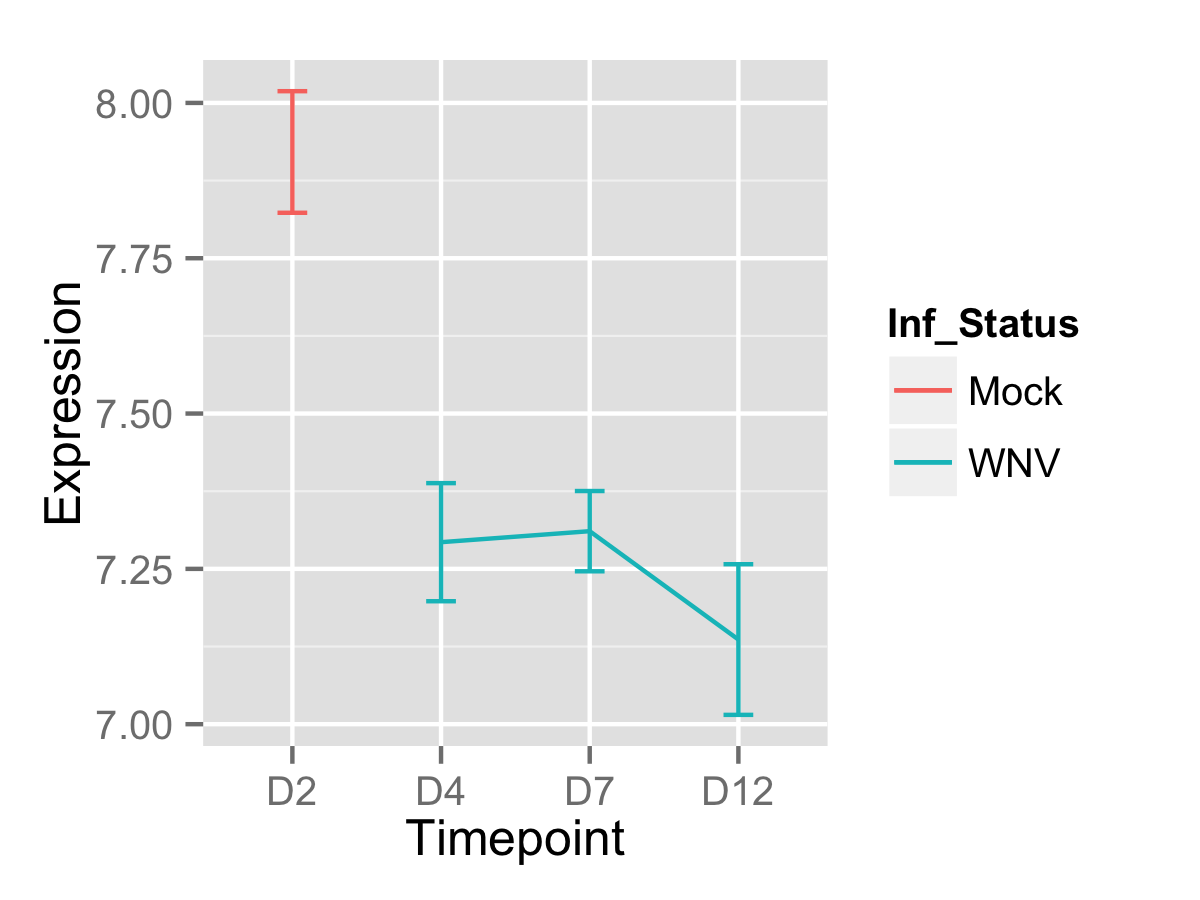 8.00
7.75
7.50
7.25
7.00
Expression
D2 D4 D7 D12
Timepoint
Inf_Status
Mock
WNV